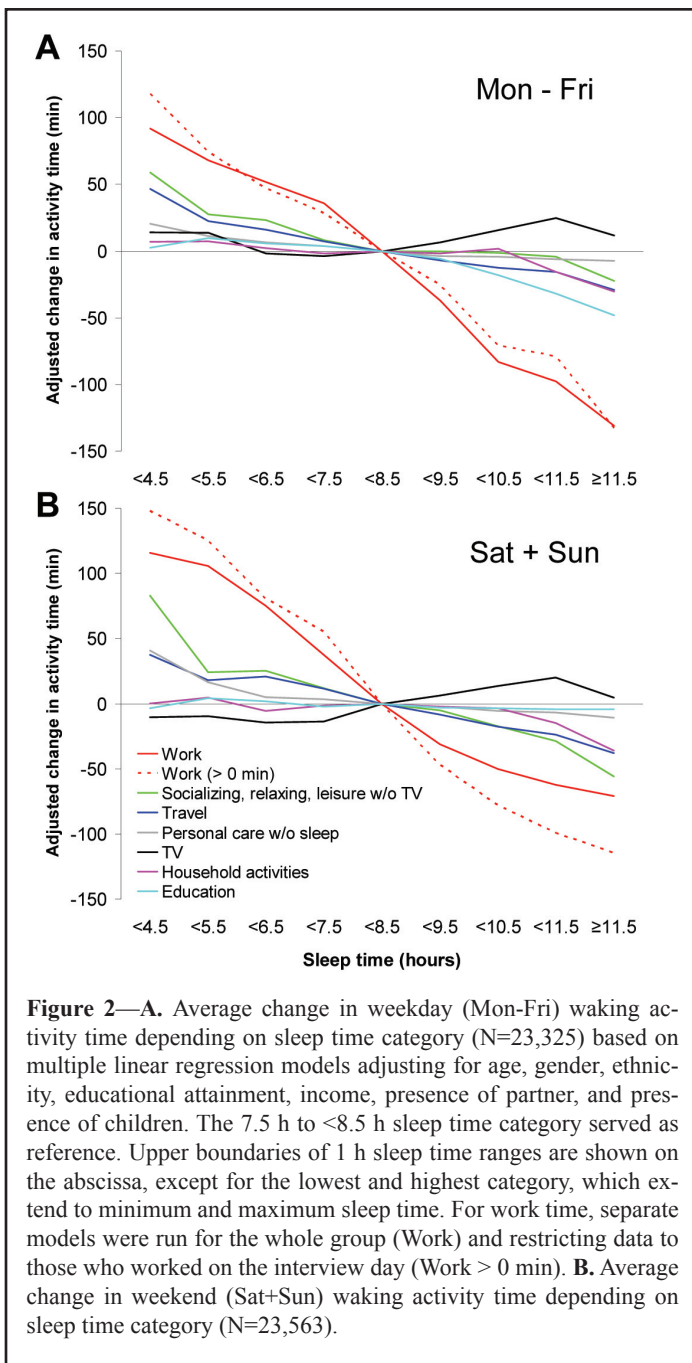 A
Mon - Fri
Adjusted change in activity time (min)
150
100
50
0
-50
-100
-150
<4.5 <5.5 <6.5 <7.5 <8.5 <9.5 <10.5 <11.5 ≥11.5
B
Sat + Sun
Adjusted change in activity time (min)
150
100
50
0
-50
-100
-150
Work
Work (> 0 min)
Socializing, relaxing, leisure w/o TV
Travel
Personal care w/o sleep
TV
Household activities
Education
<4.5 <5.5 <6.5 <7.5 <8.5 <9.5 <10.5 <11.5 ≥11.5
Sleep time (hours)
Figure 2—A. Average change in weekday (Mon-Fri) waking ac-
tivity time depending on sleep time category (N=23,325) based on
multiple linear regression models adjusting for age, gender, ethnic-
ity, educational attainment, income, presence of partner, and pres-
ence of children. The 7.5 h to <8.5 h sleep time category served as
reference. Upper boundaries of 1 h sleep time ranges are shown on
the abscissa, except for the lowest and highest category, which ex-
tend to minimum and maximum sleep time. For work time, separate
models were run for the whole group (Work) and restricting data to
those who worked on the interview day (Work > 0 min). B. Average
change in weekend (Sat+Sun) waking activity time depending on
sleep time category (N=23,563).